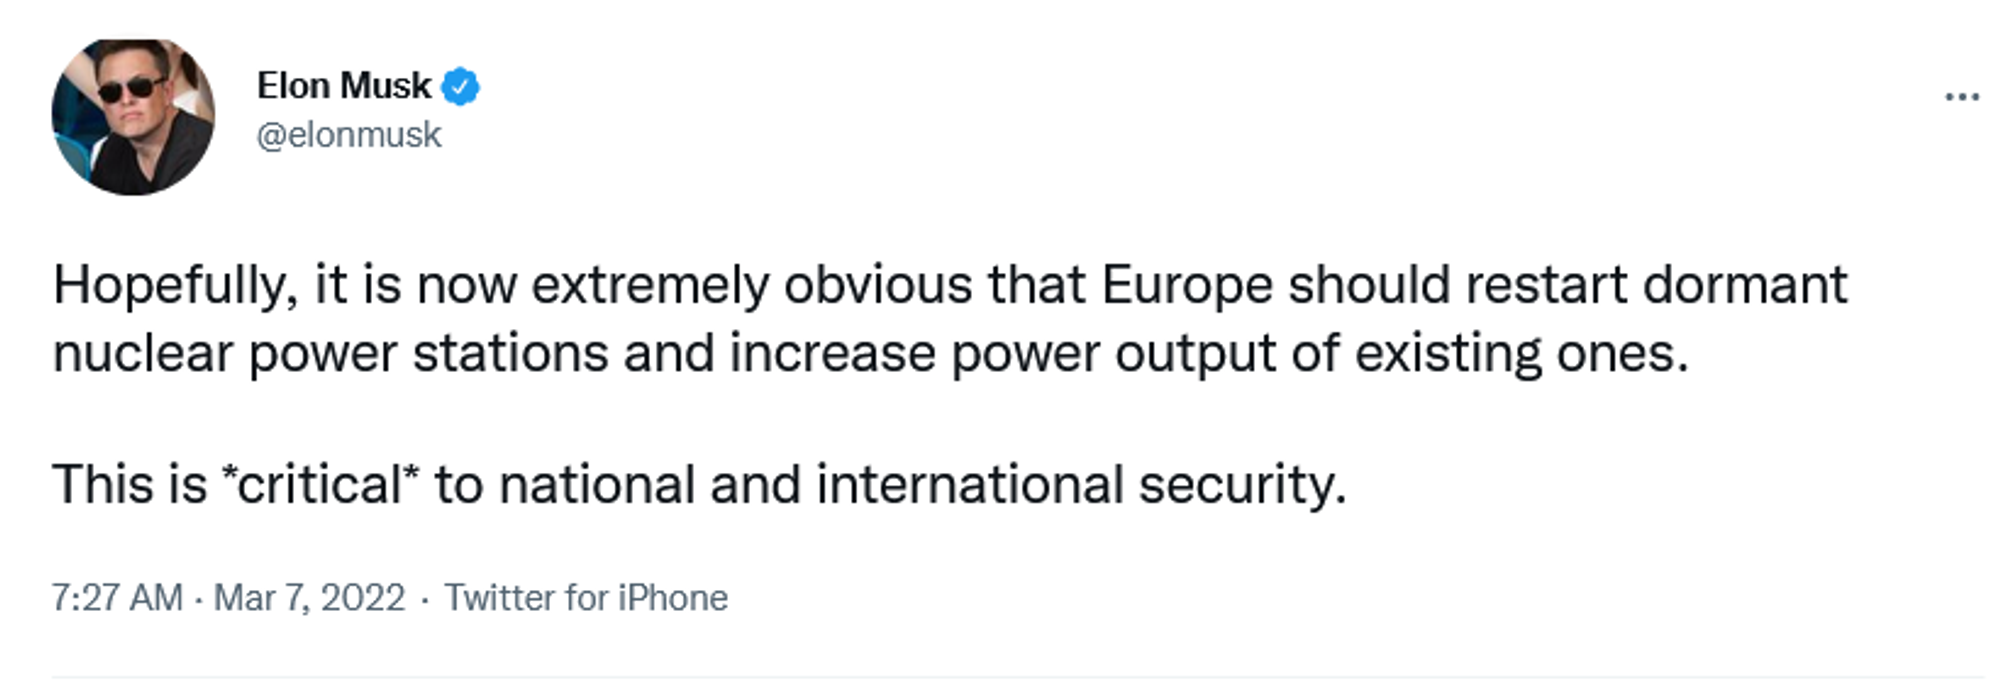 Elon Musk
@elonmusk
Hopefully, it is now extremely obvious that Europe should restart dormant
nuclear power stations and increase power output of existing ones.
This is *critical* to national and international security.
7:27 AM · Mar 7, 2022 · Twitter for iPhone